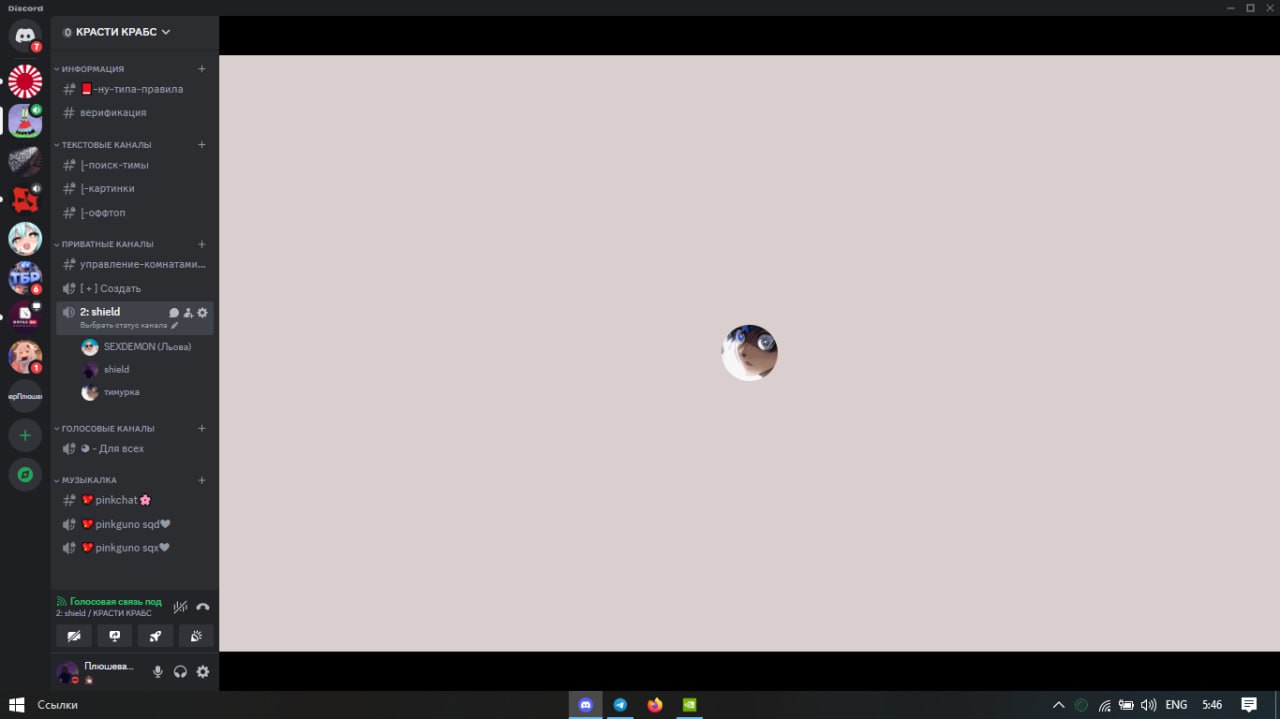 Discord
КРАСТИ КРАБС
7
ИНФОРМАЦИЯ
-ну-типа-правила
верификация
ТЕКСТОВЫЕ КАНАЛЫ
[-поиск-тимы
[-картинки
[-оффтоп
ПРИВАТНЫЕ КАНАЛЫ
управление-комнатами...
[ + ] Создать
ТБР
6
2: shield
Выбрать статус канала
SEXDEMON (Льова)
shield
1
тимурка
ерПлюше
ГОЛОСОВЫЕ КАНАЛЫ
- Для всех
МУЗЫКАЛКА
pinkchat
pinkguno sqd
pinkguno sqx
Голосовая связь под
2: shield / КРАСТИ КРАБС
Плюшева...
Ссылки
ENG
5:46